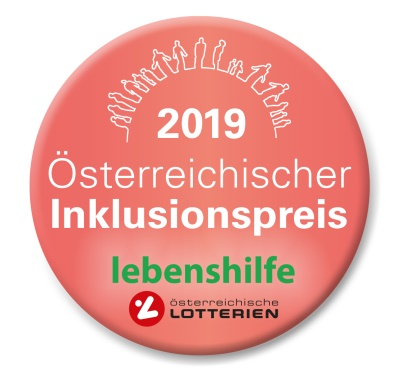 2019
Österreichischer
Inklusionspreis
lebenshilfe
österreichische
LOTTERIEN